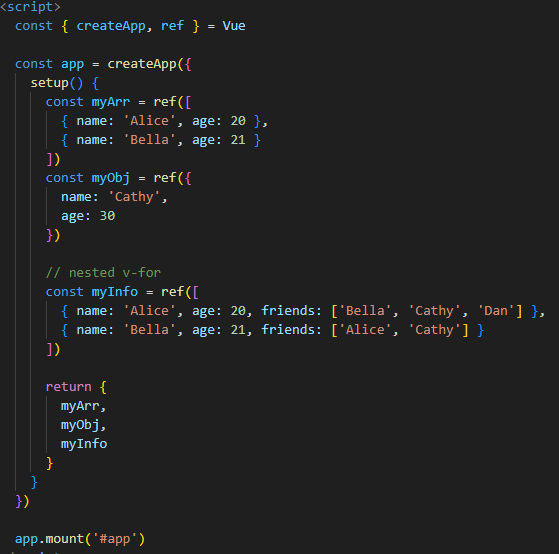 <script>
const { createApp, ref } = Vue
const app = createApp({
setup() {
const myArr = ref([
{ name: 'Alice', age: 20 },
{ name: 'Bella', age: 21 }
])
const myObj = ref({
name: 'Cathy',
age: 30
})
// nested v-for
const myInfo = ref([
{ name: 'Alice', age: 20, friends: ['Bella', 'Cathy', 'Dan'] },
{ name: 'Bella', age: 21, friends: ['Alice', 'Cathy'] }
])
return {
myArr,
myObj,
myInfo
}
}
})
app.mount('#app')